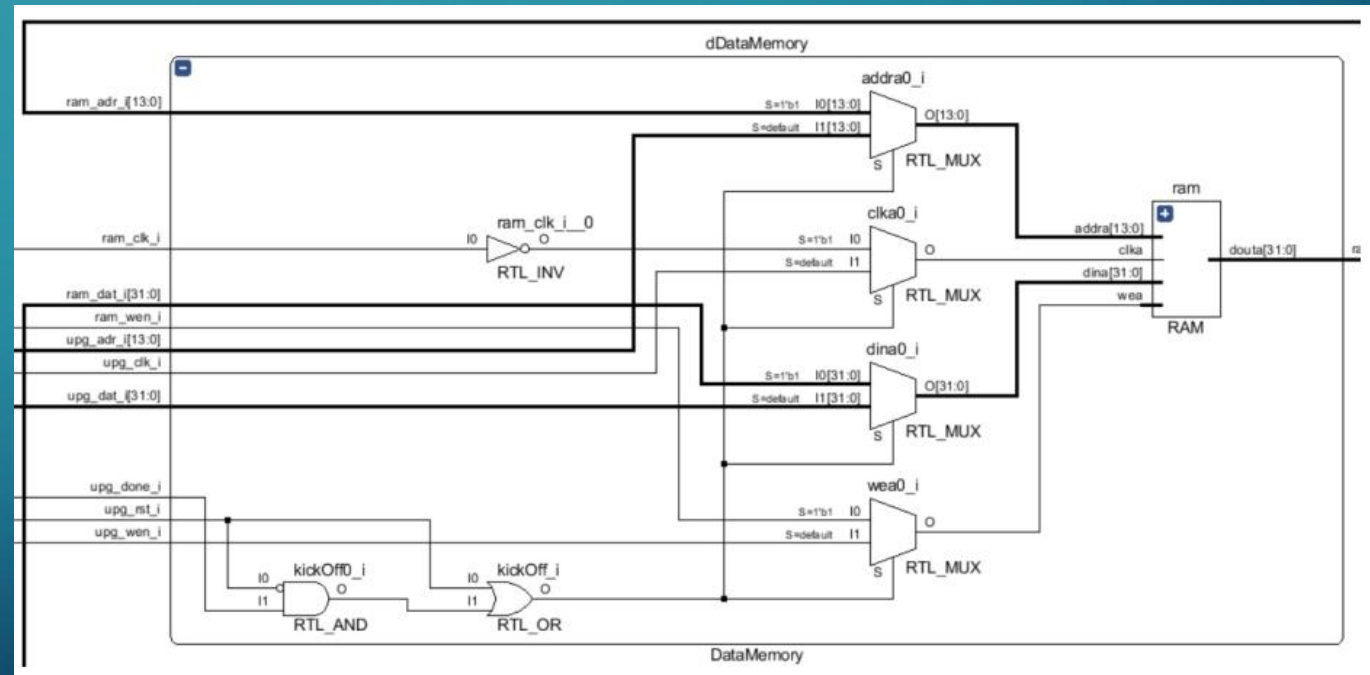 dDataMemory
addra0_i
ram_adr_i[13:0]
S=1'b1 I0[13:0]
O[13:0]
S=default I1[13:0]
S
RTL_MUX
ram
clka0_i
ram_clk_i__0
addra[13:0]
ram_clk_i
I0
O
S=1'b1 I0
O
clka
douta[31:0]
ra
S=default I1
dina[31:0]
RTL_INV
ram_dat_i[31:0]
S
RTL_MUX
wea
ram_wen_i
RAM
upg_adr_i[13:0]
dina0_i
upg_clk_i
S=1'b1 I0[31:0]
O[31:0]
upg_dat_i[31:0]
S=default I1[31:0]
S
RTL_MUX
upg_done_i
wea0_i
upg_rst_i
S=1'b1 I0
O
upg_wen_i
S=default I1
kickOff0_i
kickOff_i
S
RTL_MUX
I0
O
I0
O
I1
I1
RTL_AND
RTL_OR
DataMemory